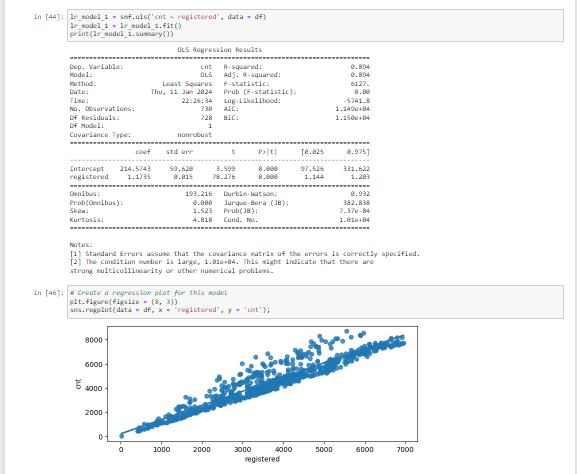 In [44]: lr_model_1 = smf.ols('cnt ~ registered', data = df)
lr_model_1 = lr_model_1.fit()
print(lr_model_1.summary())
OLS Regression Results
Dep. Variable: cnt R-squared: 0.894
Model: OLS Adj. R-squared: 0.894
Method: Least Squares F-statistic: 6127.
Date: Thu, 11 Jan 2024 Prob (F-statistic): 0.00
Time: 22:26:34 Log-Likelihood: -5741.8
No. Observations: 730 AIC: 1.149e+04
Df Residuals: 728 BIC: 1.150e+04
Df Model: 1
Covariance Type: nonrobust
coef std err t P>|t| [0.025 0.975]
Intercept 214.5743 59.620 3.599 0.000 97.526 331.622
registered 1.1735 0.015 78.276 0.000 1.144 1.203
Omnibus: 193.216 Durbin-Watson: 0.932
Prob(Omnibus): 0.000 Jarque-Bera (JB): 382.838
Skew: 1.523 Prob(JB): 7.37e-84
Kurtosis: 4.818 Cond. No. 1.01e+04
Notes:
[1] Standard Errors assume that the covariance matrix of the errors is correctly specified.
[2] The condition number is large, 1.01e+04. This might indicate that there are
strong multicollinearity or other numerical problems.
In [46]: # Create a regression plot for this model
plt.figure(figsize = (8, 3))
sns.regplot(data = df, x = 'registered', y = 'cnt');
8000
6000
4000
2000
0
cnt
0 1000 2000 3000 4000 5000 6000 7000
registered